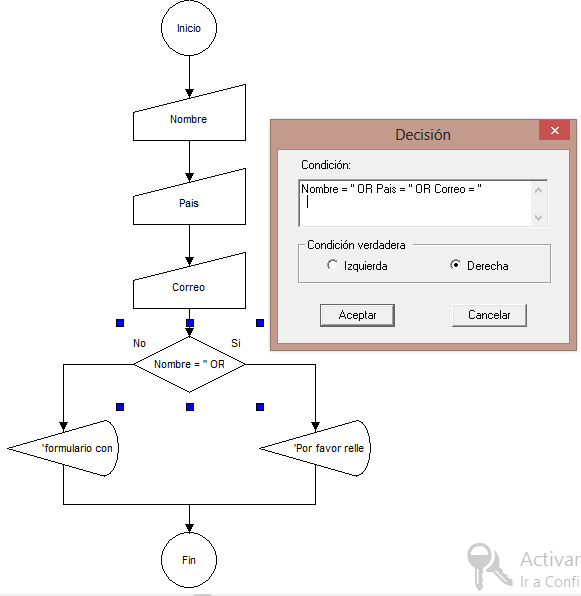 Inicio
Nombre
Pais
Correo
No
Si
Nombre = '' OR
'formulario con
'Por favor relle
Fin
Decisión
Condición:
Nombre = '' OR Pais = '' OR Correo = ''
Condición verdadera
Izquierda
Derecha
Aceptar
Cancelar
Activar
Ir a Confi